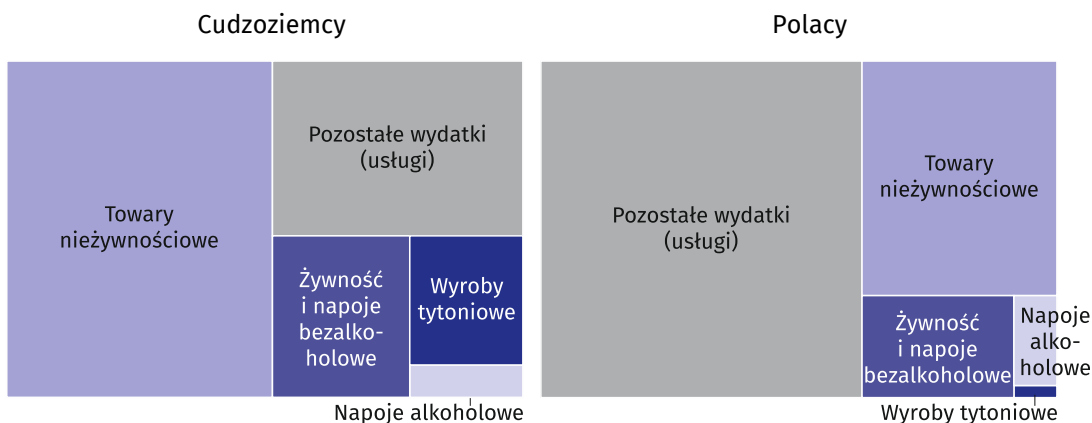 Cudzoziemcy
Towary
nieżywnościowe
Pozostałe wydatki
(usługi)
Żywność
i napoje
bezalko-
holowe
Wyroby
tytoniowe
Napoje alkoholowe
Polacy
Pozostałe wydatki
(usługi)
Towary
nieżywnościowe
Żywność
i napoje
bezalkoholowe
Napoje
alko-
holowe
Wyroby tytoniowe